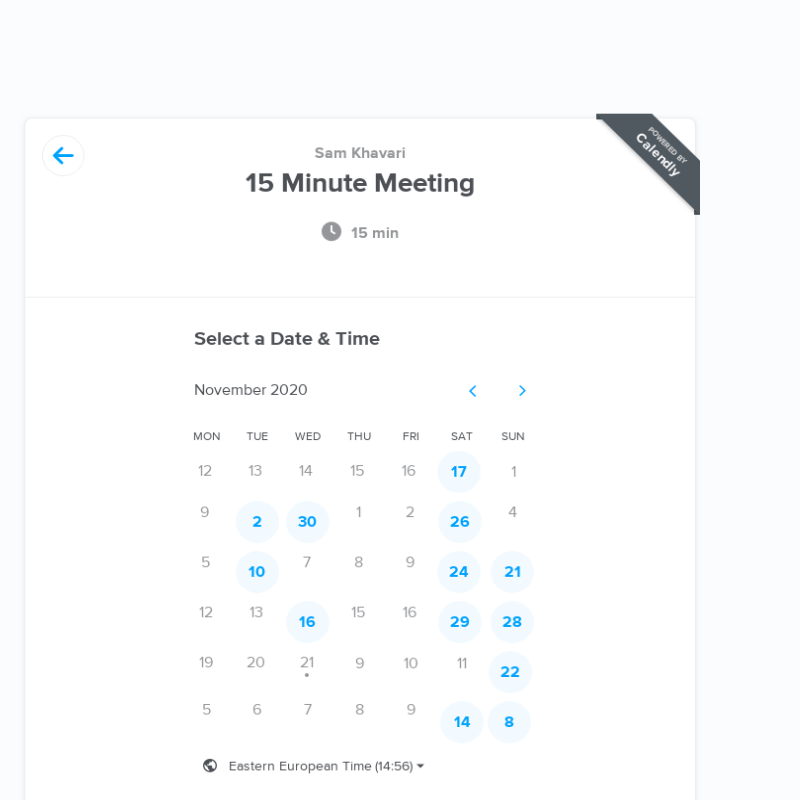 POWERED BY
Calendly
Sam Khavari
15 Minute Meeting
15 min
Select a Date & Time
November 2020
MON TUE WED THU FRI SAT SUN
12 13 14 15 16 17 1
9 2 30 1 2 26 4
5 10 7 8 9 24 21
12 13 16 15 16 29 28
19 20 21 9 10 11 22
5 6 7 8 9 14 8
Eastern European Time (14:56)